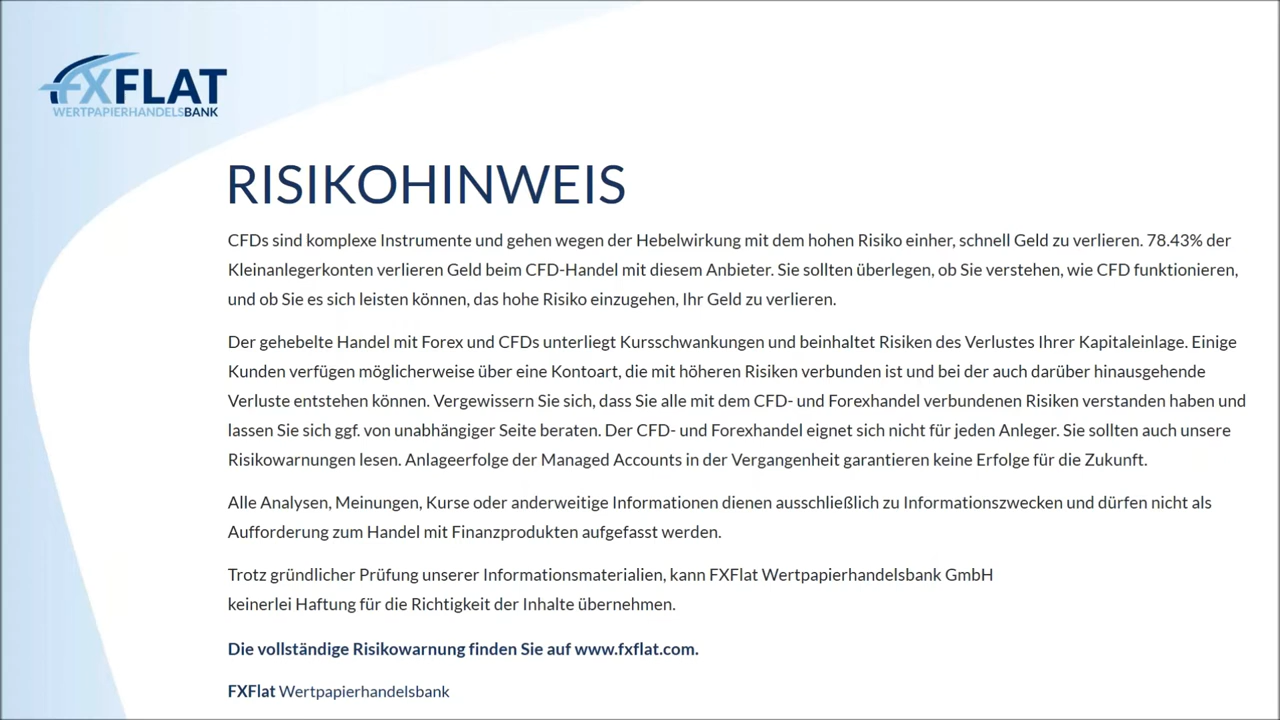 FXFLAT
WERTPAPIERHANDELSBANK
RISIKOHINWEIS
CFDs sind komplexe Instrumente und gehen wegen der Hebelwirkung mit dem hohen Risiko einher, schnell Geld zu verlieren. 78.43% der
Kleinanlegerkonten verlieren Geld beim CFD-Handel mit diesem Anbieter. Sie sollten überlegen, ob Sie verstehen, wie CFD funktionieren,
und ob Sie es sich leisten können, das hohe Risiko einzugehen, Ihr Geld zu verlieren.
Der gehebelte Handel mit Forex und CFDs unterliegt Kursschwankungen und beinhaltet Risiken des Verlustes Ihrer Kapitaleinlage. Einige
Kunden verfügen möglicherweise über eine Kontoart, die mit höheren Risiken verbunden ist und bei der auch darüber hinausgehende
Verluste entstehen können. Vergewissern Sie sich, dass Sie alle mit dem CFD- und Forexhandel verbundenen Risiken verstanden haben und
lassen Sie sich ggf. von unabhängiger Seite beraten. Der CFD- und Forexhandel eignet sich nicht für jeden Anleger. Sie sollten auch unsere
Risikowarnungen lesen. Anlageerfolge der Managed Accounts in der Vergangenheit garantieren keine Erfolge für die Zukunft.
Alle Analysen, Meinungen, Kurse oder anderweitige Informationen dienen ausschließlich zu Informationszwecken und dürfen nicht als
Aufforderung zum Handel mit Finanzprodukten aufgefasst werden.
Trotz gründlicher Prüfung unserer Informationsmaterialien, kann FXFlat Wertpapierhandelsbank GmbH
keinerlei Haftung für die Richtigkeit der Inhalte übernehmen.
Die vollständige Risikowarnung finden Sie auf www.fxflat.com.
FXFlat Wertpapierhandelsbank